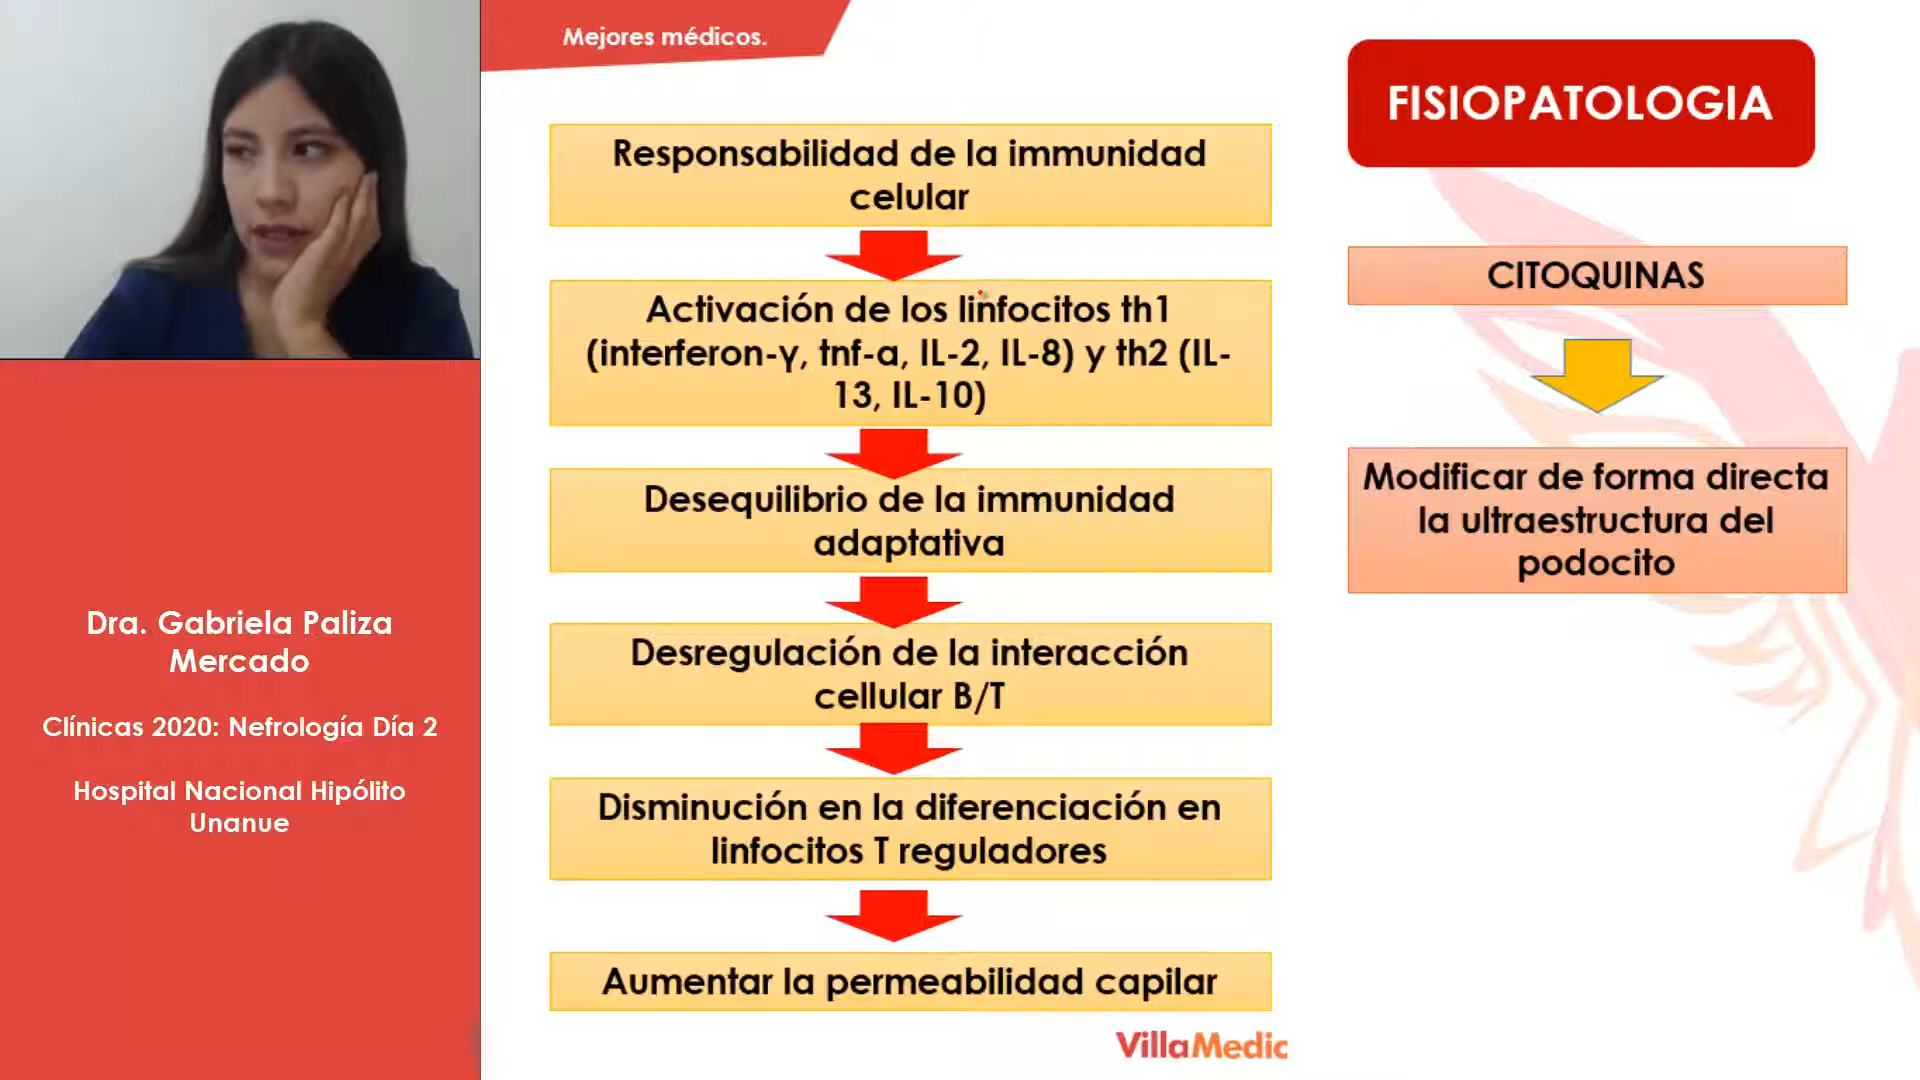 Mejores médicos.
FISIOPATOLOGIA
Responsabilidad de la immunidad
celular
Activación de los linfocitos th1
(interferon-γ, tnf-a, IL-2, IL-8) y th2 (IL-
13, IL-10)
Desequilibrio de la immunidad
adaptativa
Desregulación de la interacción
cellular B/T
Disminución en la diferenciación en
linfocitos T reguladores
Aumentar la permeabilidad capilar
CITOQUINAS
Modificar de forma directa
la ultraestructura del
podocito
Dra. Gabriela Paliza
Mercado
Clínicas 2020: Nefrología Día 2
Hospital Nacional Hipólito
Unanue
VillaMedic